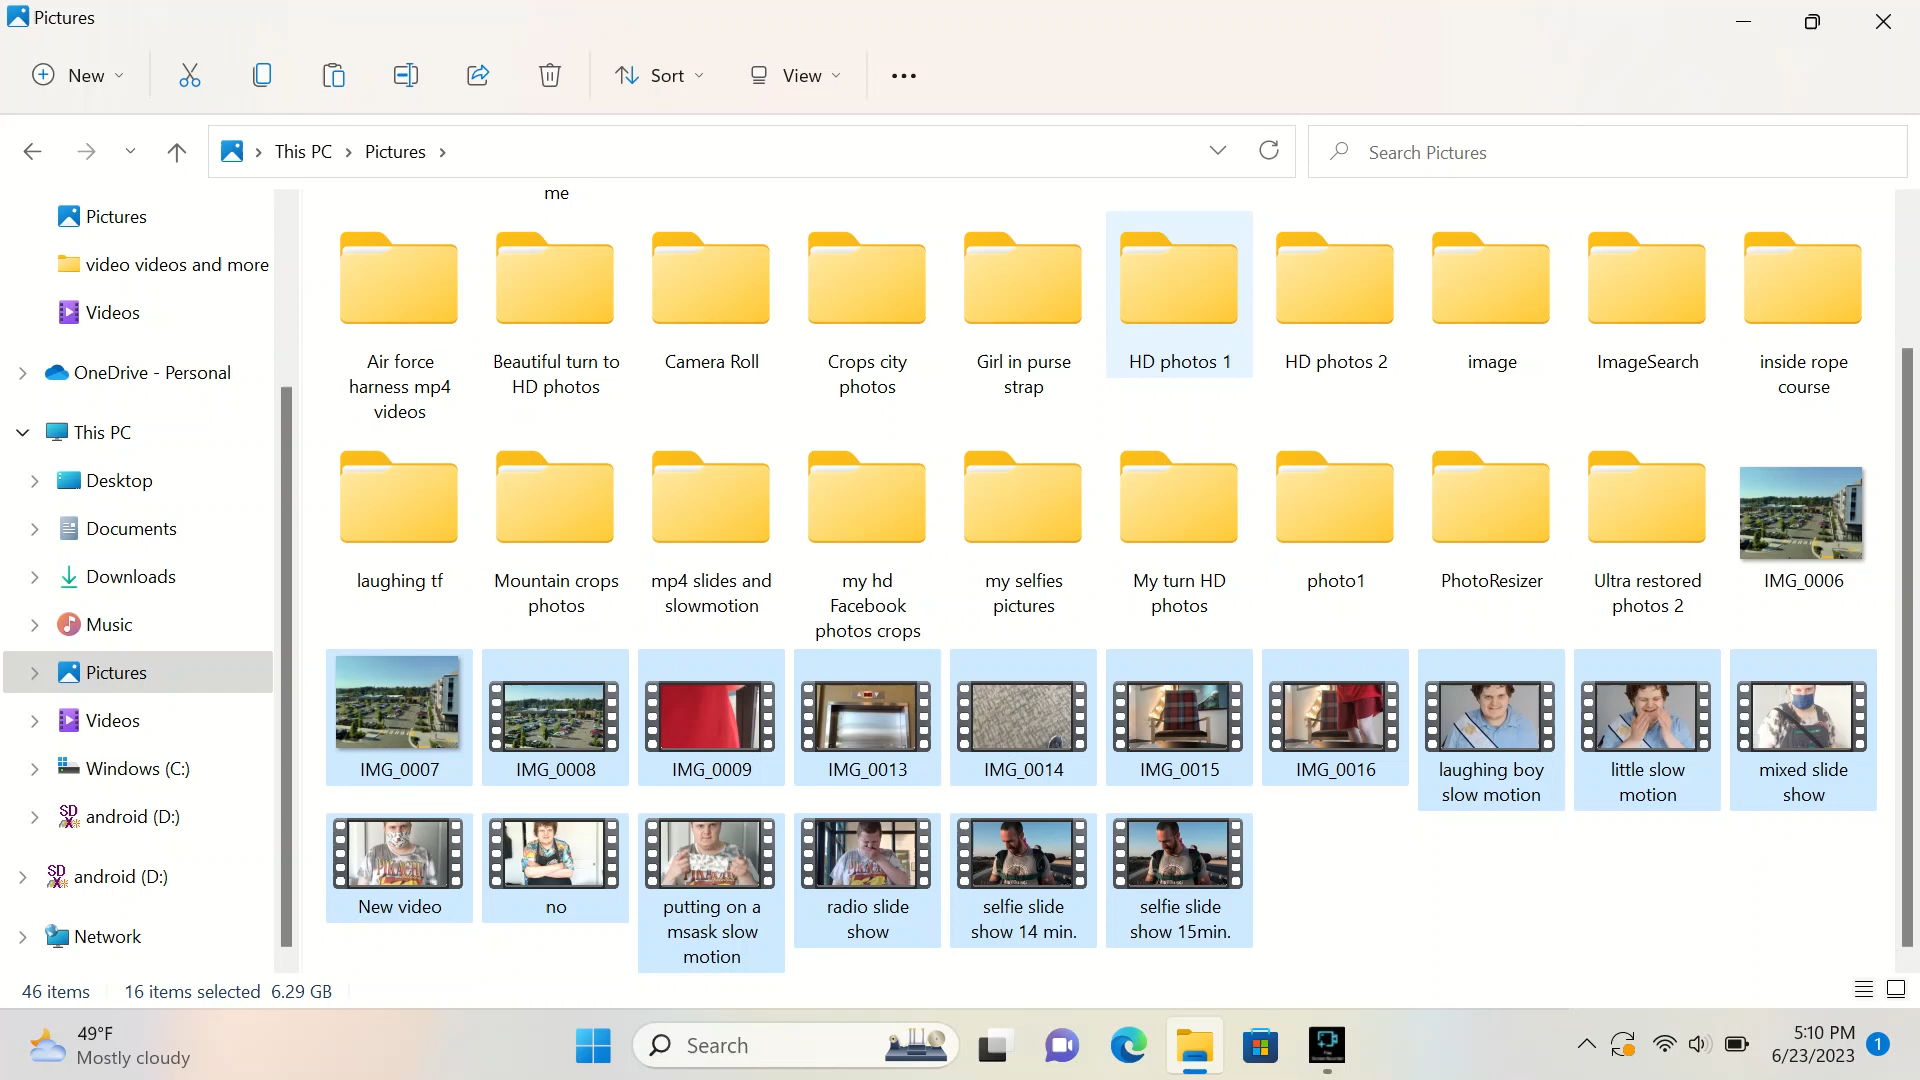 Pictures
New
Sort
View
This PC
Pictures
Search Pictures
Pictures
video videos and more
Videos
OneDrive - Personal
This PC
Desktop
Documents
Downloads
Music
Pictures
Videos
Windows (C:)
android (D:)
android (D:)
Network
me
Air force
harness mp4
videos
Beautiful turn to
HD photos
Camera Roll
Crops city
photos
Girl in purse
strap
HD photos 1
HD photos 2
image
ImageSearch
inside rope
course
laughing tf
Mountain crops
photos
mp4 slides and
slowmotion
my hd
Facebook
photos crops
my selfies
pictures
My turn HD
photos
photo1
PhotoResizer
Ultra restored
photos 2
IMG_0006
IMG_0007
IMG_0008
IMG_0009
IMG_0013
IMG_0014
IMG_0015
IMG_0016
laughing boy
slow motion
little slow
motion
mixed slide
show
New video
no
putting on a
msask slow
motion
radio slide
show
selfie slide
show 14 min.
selfie slide
show 15min.
46 items
16 items selected 6.29 GB
49°F
Mostly cloudy
Search
5:10 PM
6/23/2023
1